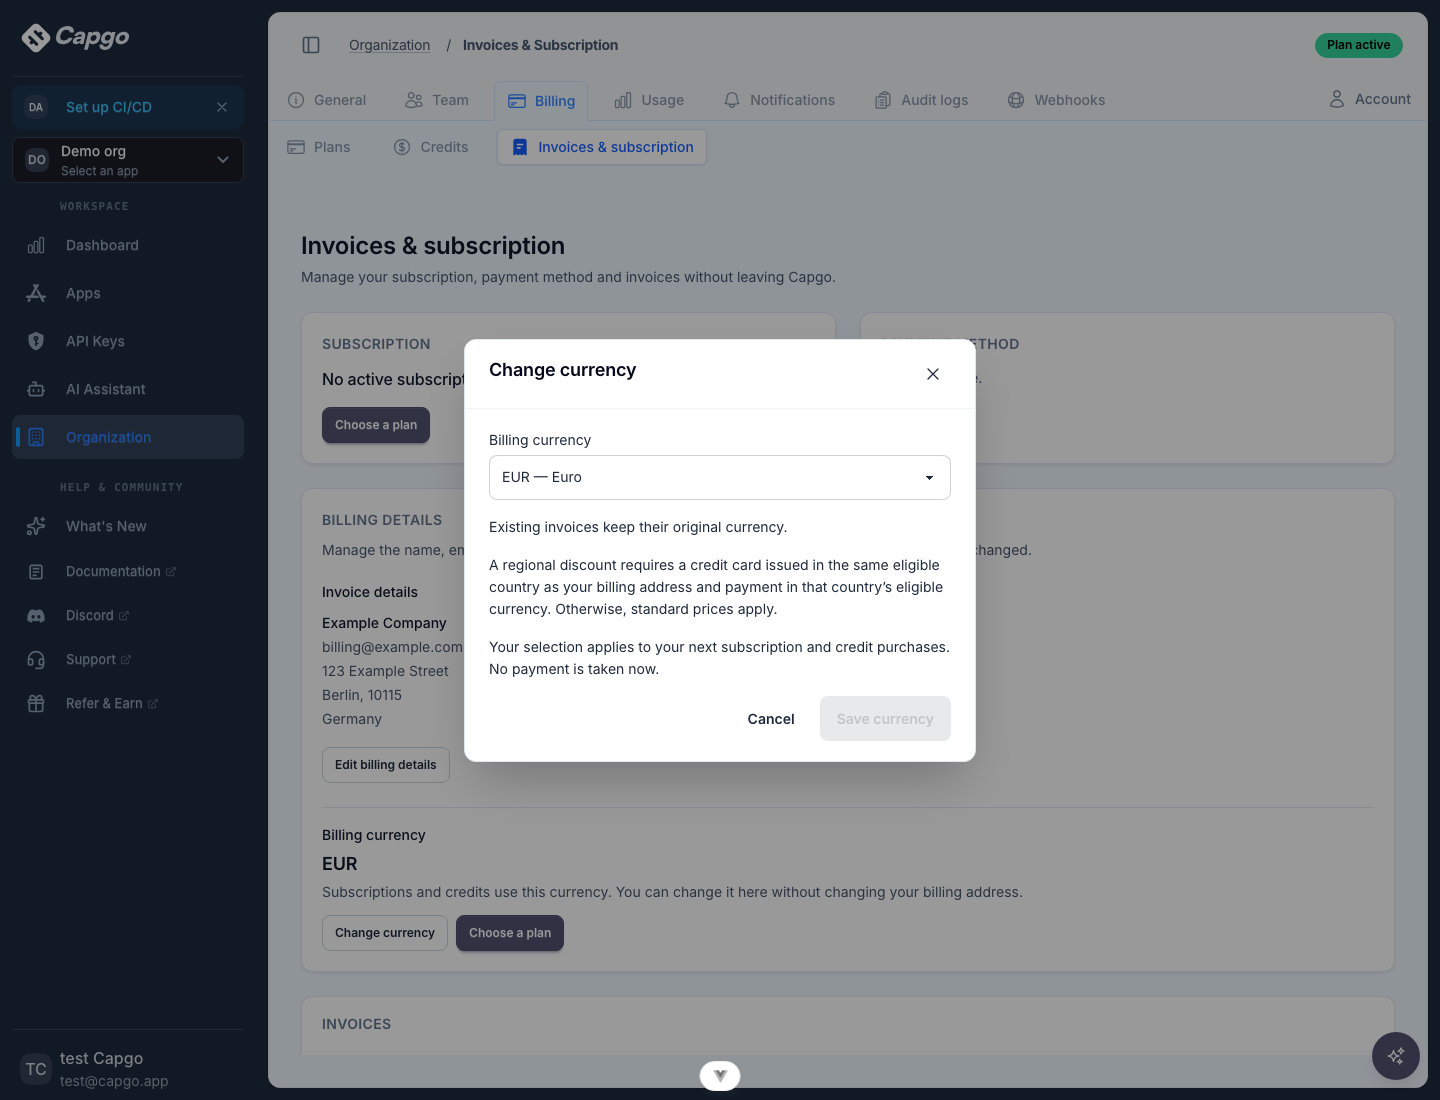 Capgo
DA
Set up CI/CD
DO
Demo org
Select an app
WORKSPACE
Dashboard
Apps
API Keys
AI Assistant
Organization
HELP & COMMUNITY
What's New
Documentation
Discord
Support
Refer & Earn
TC
test Capgo
test@capgo.app
Organization / Invoices & Subscription
Plan active
General
Team
Billing
Usage
Notifications
Audit logs
Webhooks
Account
Plans
Credits
Invoices & subscription
Invoices & subscription
Manage your subscription, payment method and invoices without leaving Capgo.
SUBSCRIPTION
No active subscript
Choose a plan
BILLING DETAILS
Manage the name, em
changed.
Invoice details
Example Company
billing@example.com
123 Example Street
Berlin, 10115
Germany
Edit billing details
Billing currency
EUR
Subscriptions and credits use this currency. You can change it here without changing your billing address.
Change currency
Choose a plan
INVOICES
Change currency
Billing currency
EUR — Euro
Existing invoices keep their original currency.
A regional discount requires a credit card issued in the same eligible
country as your billing address and payment in that country’s eligible
currency. Otherwise, standard prices apply.
Your selection applies to your next subscription and credit purchases.
No payment is taken now.
Cancel
Save currency